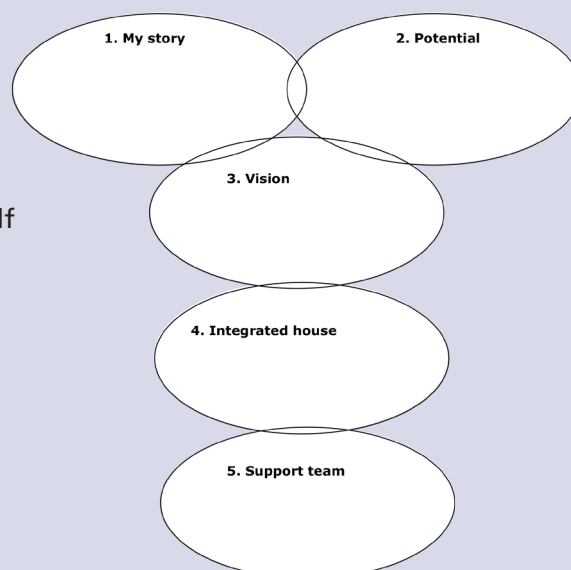 1. My story
2. Potential
3. Vision
4. Integrated house
5. Support team